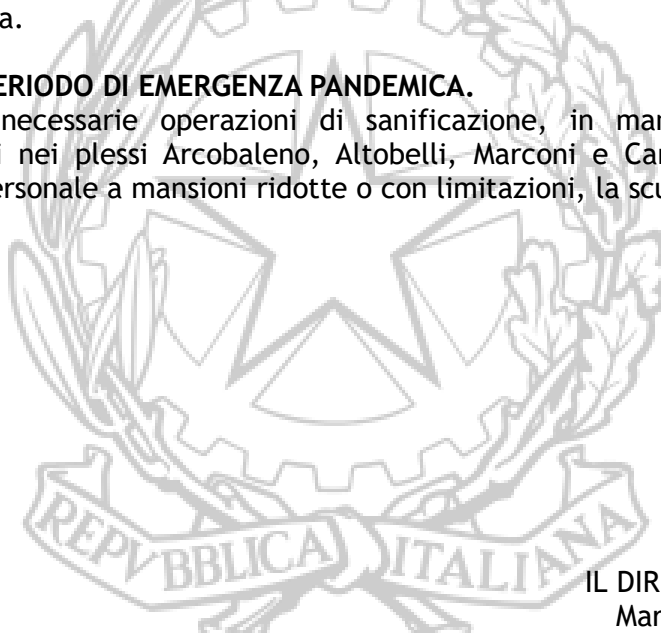 a.
ERIODO DI EMERGENZA PANDEMICA.
necessarie operazioni di sanificazione, in mar
i nei plessi Arcobaleno, Altobelli, Marconi e Car
ersonale a mansioni ridotte o con limitazioni, la scu
REPVBBLICA ITALIANA
IL DIR
Mar